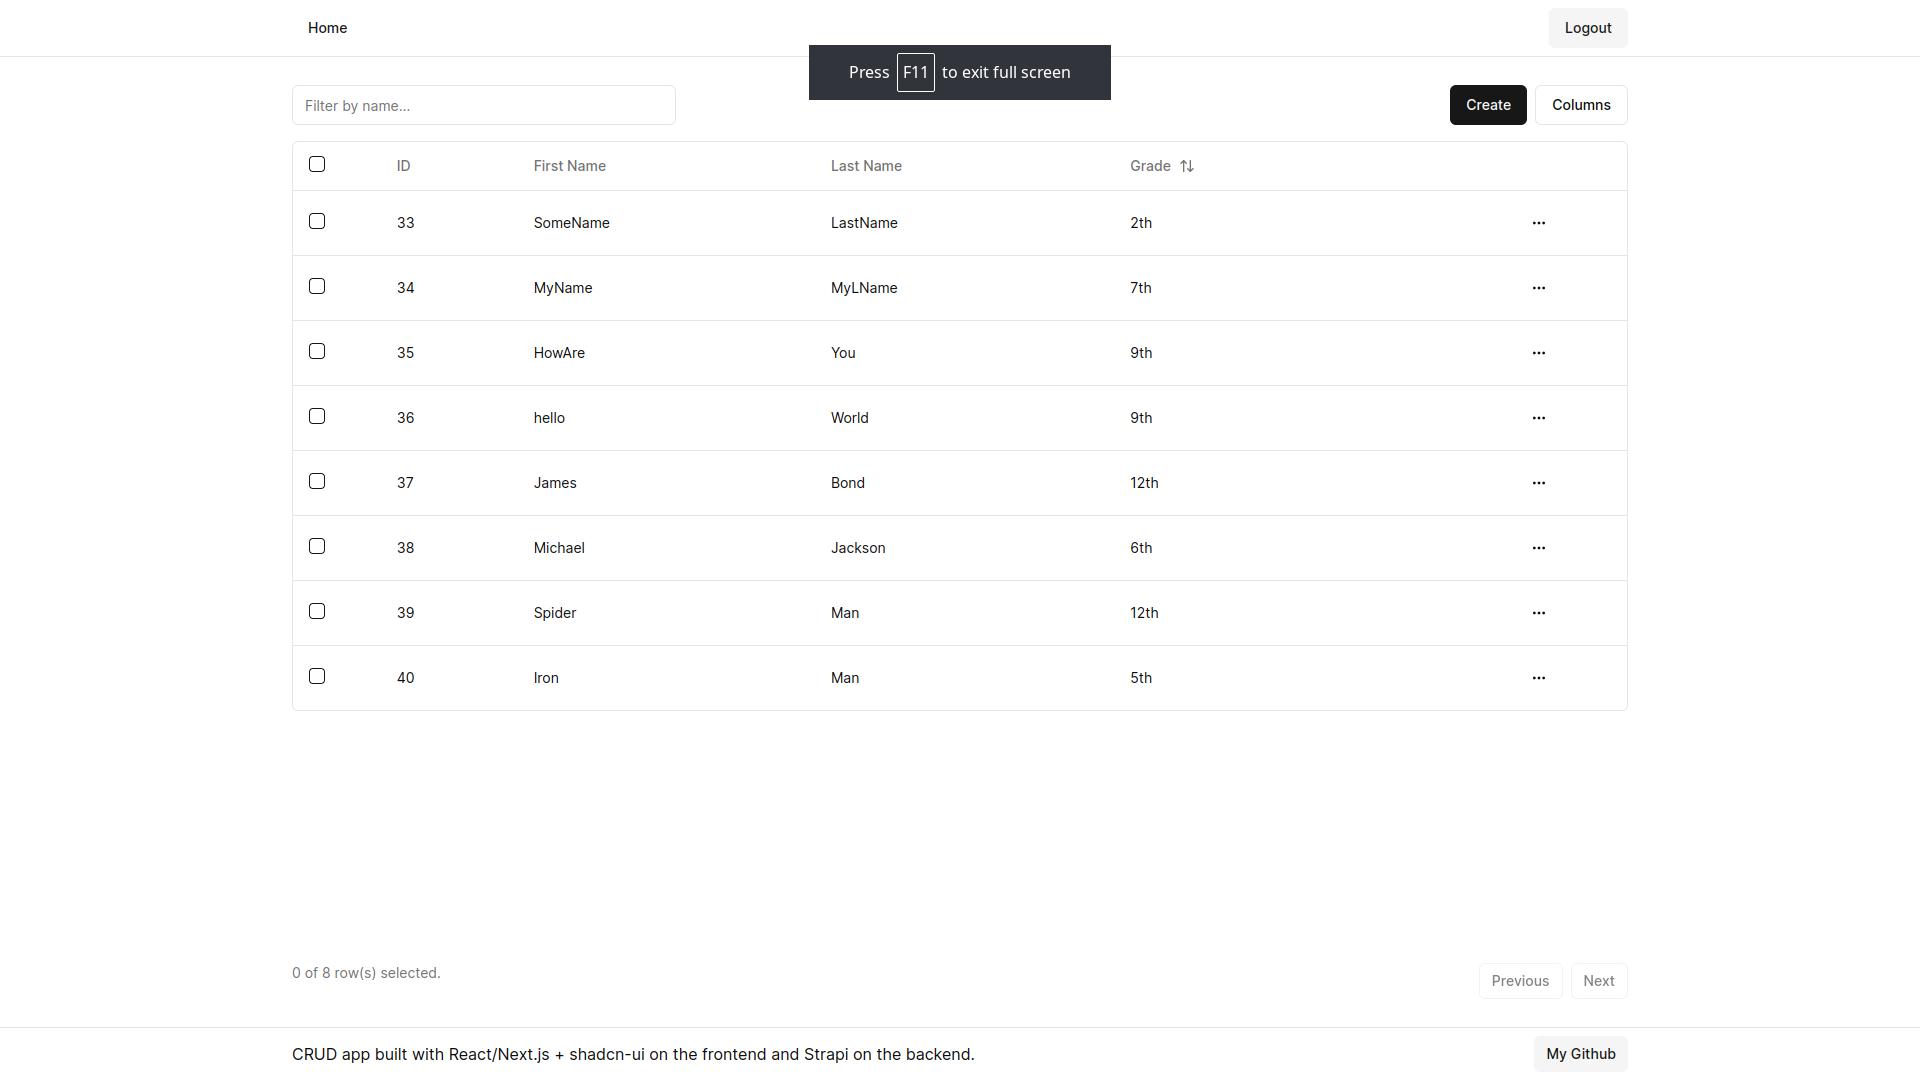 Home Logout
Press F11 to exit full screen
Filter by name... Create Columns
ID First Name Last Name Grade
33 SomeName LastName 2th
34 MyName MyLName 7th
35 HowAre You 9th
36 hello World 9th
37 James Bond 12th
38 Michael Jackson 6th
39 Spider Man 12th
40 Iron Man 5th
0 of 8 row(s) selected.
Previous Next
CRUD app built with React/Next.js + shadcn-ui on the frontend and Strapi on the backend. My Github